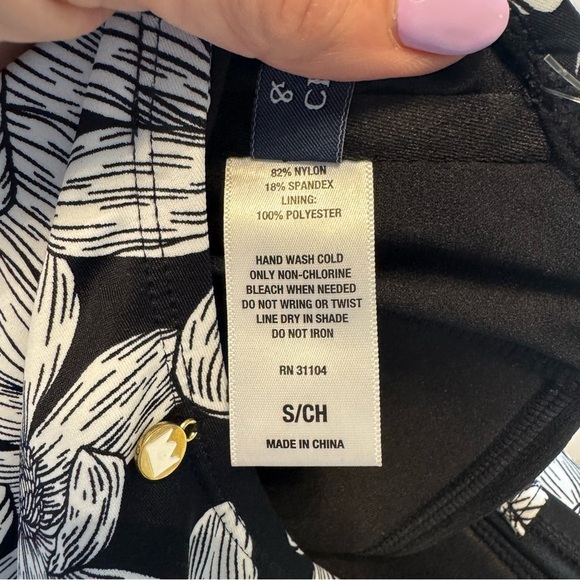 &
82% NYLON
18% SPANDEX
LINING:
100% POLYESTER
HAND WASH COLD
ONLY NON-CHLORINE
BLEACH WHEN NEEDED
DO NOT WRING OR TWIST
LINE DRY IN SHADE
DO NOT IRON
RN 31104
S/CH
MADE IN CHINA